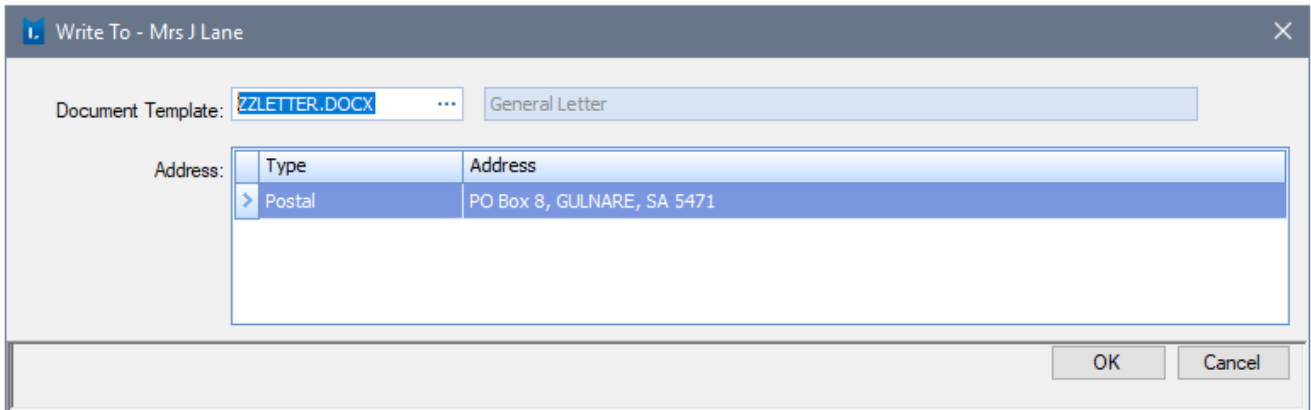 L
Write To - Mrs J Lane
Document Template: ZZLETTER.DOCX ... General Letter
Address: Type Address
> Postal PO Box 8, GULNARE, SA 5471
OK Cancel